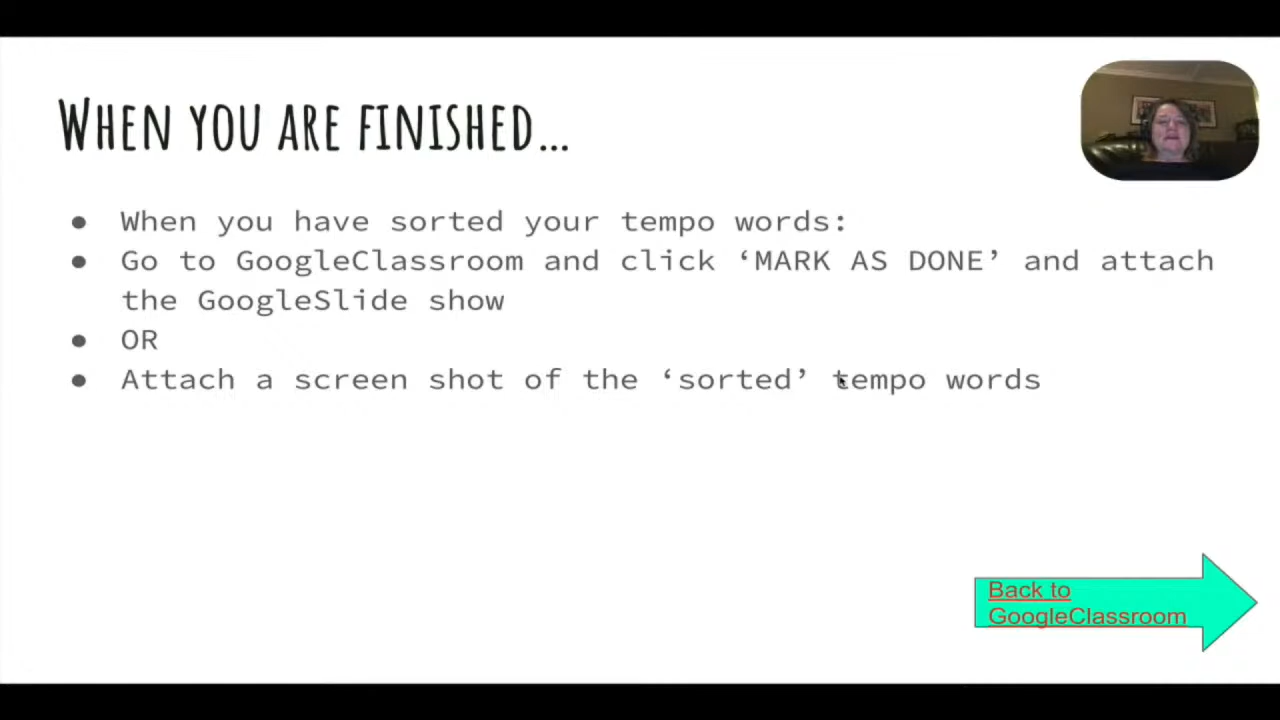 When you are finished...
● When you have sorted your tempo words:
● Go to GoogleClassroom and click ‘MARK AS DONE’ and attach
the GoogleSlide show
● OR
● Attach a screen shot of the ‘sorted’ tempo words
Back to
GoogleClassroom